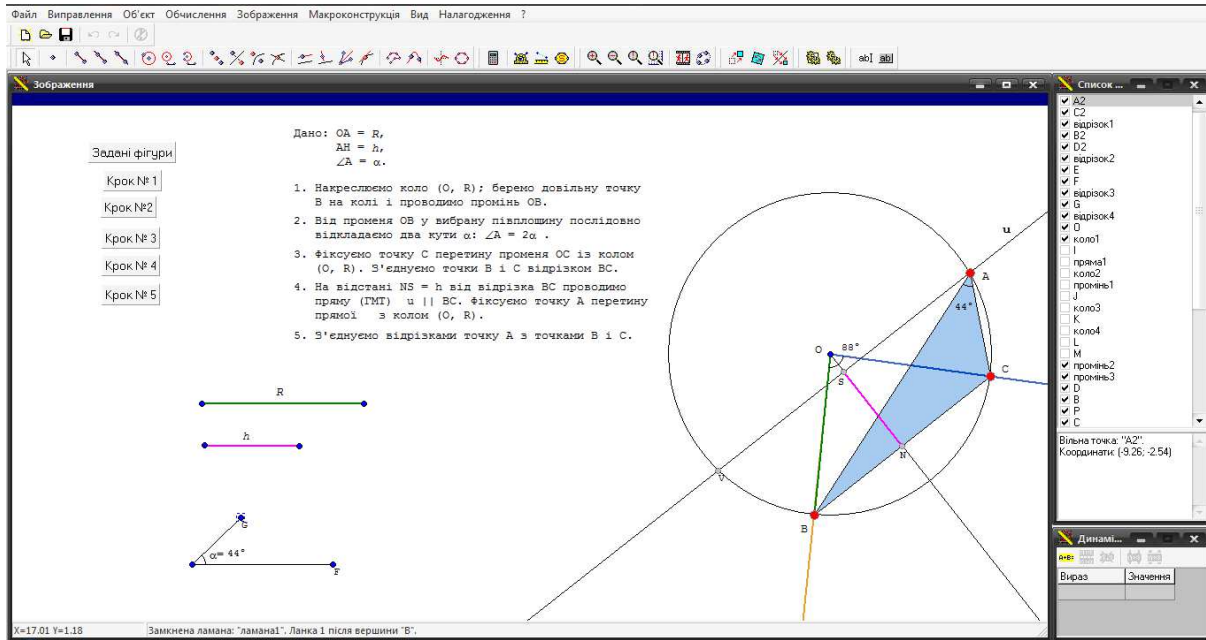 Файл Виправлення Об'єкт Обчислення Зображення Макроконструкція Вид Налагодження ?
abI ab
Зображення
Задані фігури
Крок № 1
Крок №2
Крок № 3
Крок № 4
Крок № 5
Дано: OA = R,
AH = h,
∠A = α.
1. Накреслюємо коло (O, R); беремо довільну точку
B на колі і проводимо промінь OB.
2. Від променя OB у вибрану півплощину послідовно
відкладаємо два кути α: ∠A = 2α .
3. Фіксуємо точку C перетину променя OC із колом
(O, R). З'єднуємо точки B і C відрізком BC.
4. На відстані NS = h від відрізка BC проводимо
пряму (ГМТ) u || BC. Фіксуємо точку A перетину
прямої з колом (O, R).
5. З'єднуємо відрізками точку A з точками B і C.
R
h
G
α= 44°
F
u
A
44°
O
88°
S
C
N
V
B
X=17.01 Y=1.18 Замкнена ламана: "ламана1". Ланка 1 після вершини "B".
Список ...
A2
C2
відрізок1
B2
D2
відрізок2
E
F
відрізок3
G
відрізок4
O
коло1
I
пряма1
коло2
промінь1
J
коло3
K
коло4
L
M
промінь2
промінь3
D
B
P
C
Вільна точка: "A2".
Координати: (-9.26; -2.54)
Динамі...
A+B=
Вираз Значення